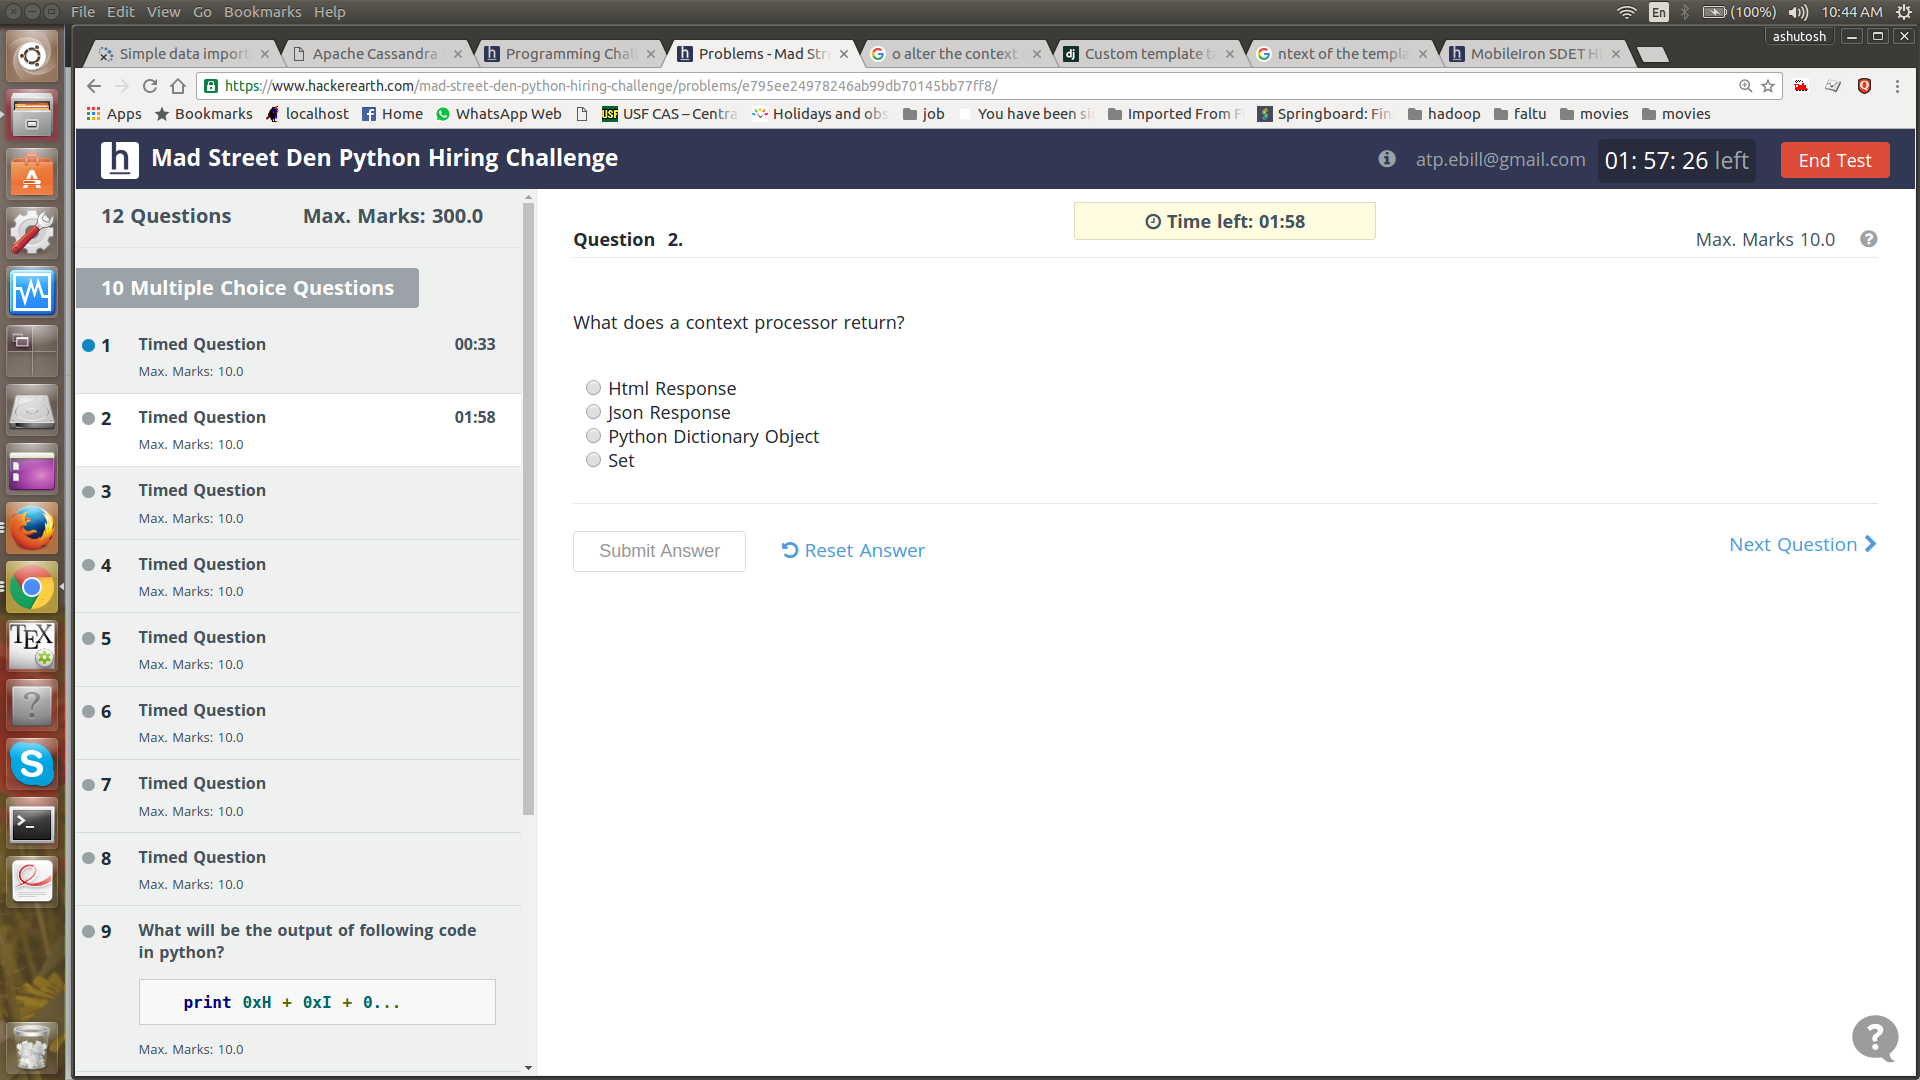 File Edit View Go Bookmarks Help
En (100%) 10:44 AM
ashutosh
Simple data import
Apache Cassandra
Programming Chall
Problems - Mad Stre
o alter the context
Custom template ta
ntext of the templa
MobileIron SDET H
https://www.hackerearth.com/mad-street-den-python-hiring-challenge/problems/e795ee24978246ab99db70145bb77ff8/
Apps Bookmarks localhost Home WhatsApp Web USF CAS – Centra Holidays and obs job You have been si Imported From F Springboard: Fin hadoop faltu movies movies
h Mad Street Den Python Hiring Challenge
atp.ebill@gmail.com 01: 57: 26 left End Test
12 Questions Max. Marks: 300.0
10 Multiple Choice Questions
1 Timed Question 00:33
Max. Marks: 10.0
2 Timed Question 01:58
Max. Marks: 10.0
3 Timed Question
Max. Marks: 10.0
4 Timed Question
Max. Marks: 10.0
5 Timed Question
Max. Marks: 10.0
6 Timed Question
Max. Marks: 10.0
7 Timed Question
Max. Marks: 10.0
8 Timed Question
Max. Marks: 10.0
9 What will be the output of following code
in python?
print 0xH + 0xI + 0...
Max. Marks: 10.0
Time left: 01:58
Question 2. Max. Marks 10.0 ?
What does a context processor return?
Html Response
Json Response
Python Dictionary Object
Set
Submit Answer Reset Answer Next Question
?